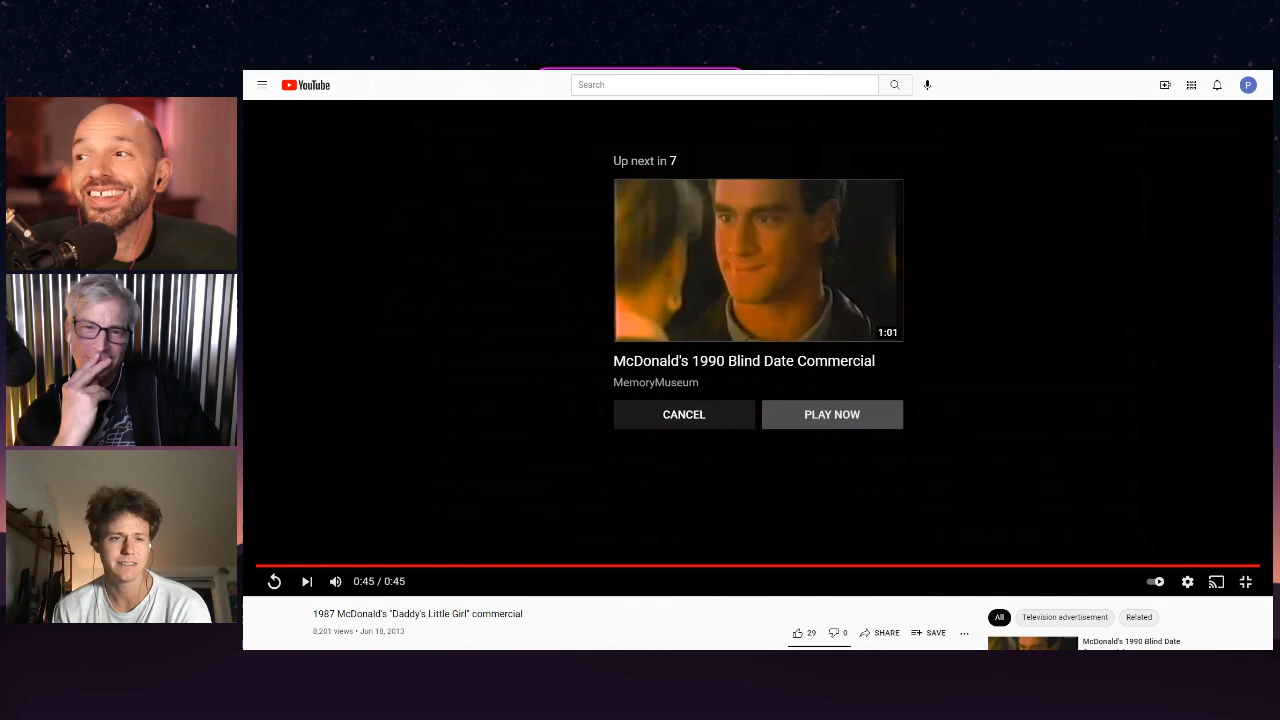 YouTube
Search
P
Up next in 7
1:01
McDonald's 1990 Blind Date Commercial
MemoryMuseum
CANCEL
PLAY NOW
0:45 / 0:45
1987 McDonald's "Daddy's Little Girl" commercial
8,201 views • Jun 18, 2013
29
0
SHARE
SAVE
All
Television advertisement
Related
McDonald's 1990 Blind Date